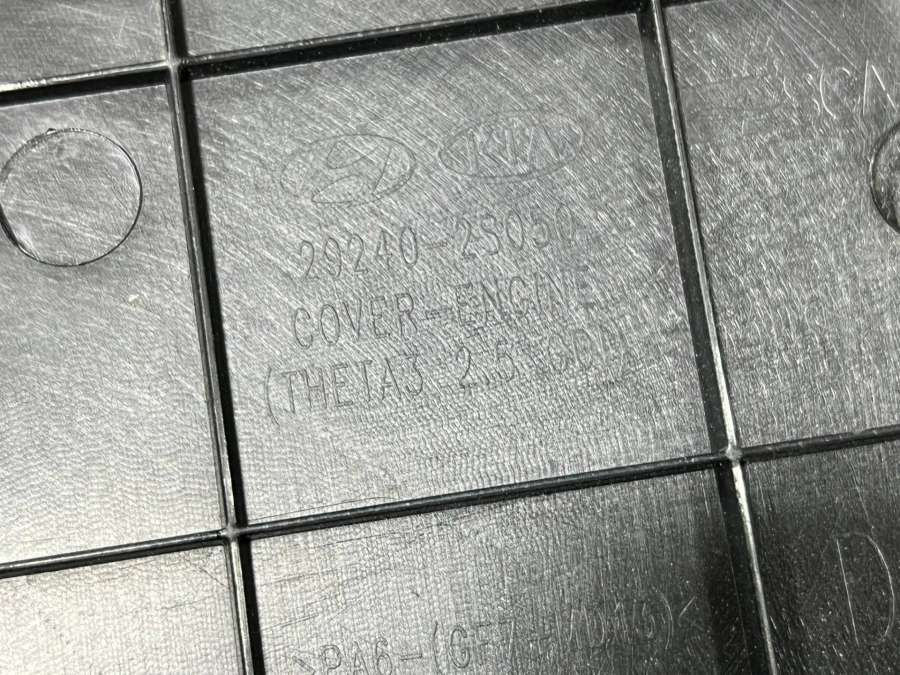 KIA
29240-2S050
COVER-ENGINE
(THETA3 2.5 GDI)
>PA6-(GF7+MD15)<